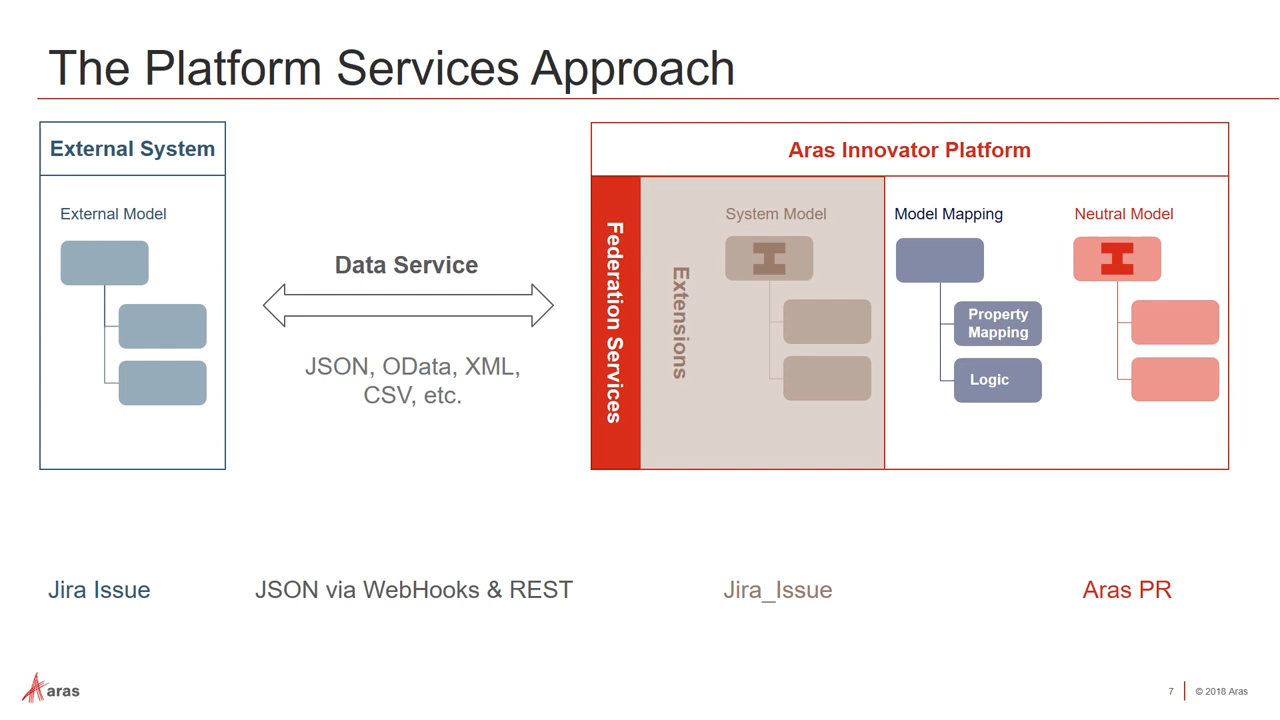 The Platform Services Approach
External System
External Model
Data Service
JSON, OData, XML,
CSV, etc.
Aras Innovator Platform
Federation Services
Extensions
System Model
Model Mapping
Property
Mapping
Logic
Neutral Model
Jira Issue
JSON via WebHooks & REST
Jira_Issue
Aras PR
aras
7
© 2018 Aras